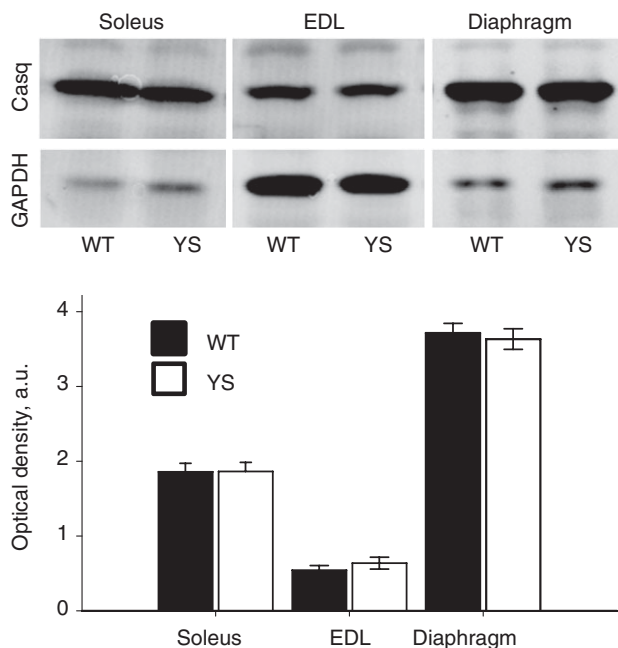 Soleus EDL Diaphragm
Casq
GAPDH
WT YS WT YS WT YS
4
WT
3
YS
2
1
0
Optical density, a.u.
Soleus EDL Diaphragm